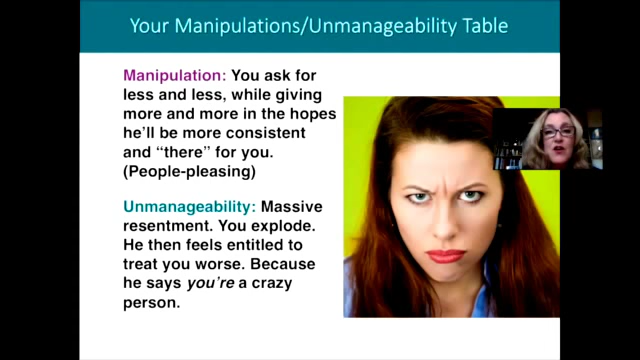 Your Manipulations/Unmanageability Table
Manipulation: You ask for
less and less, while giving
more and more in the hopes
he'll be more consistent
and “there” for you.
(People-pleasing)
Unmanageability: Massive
resentment. You explode.
He then feels entitled to
treat you worse. Because
he says you're a crazy
person.